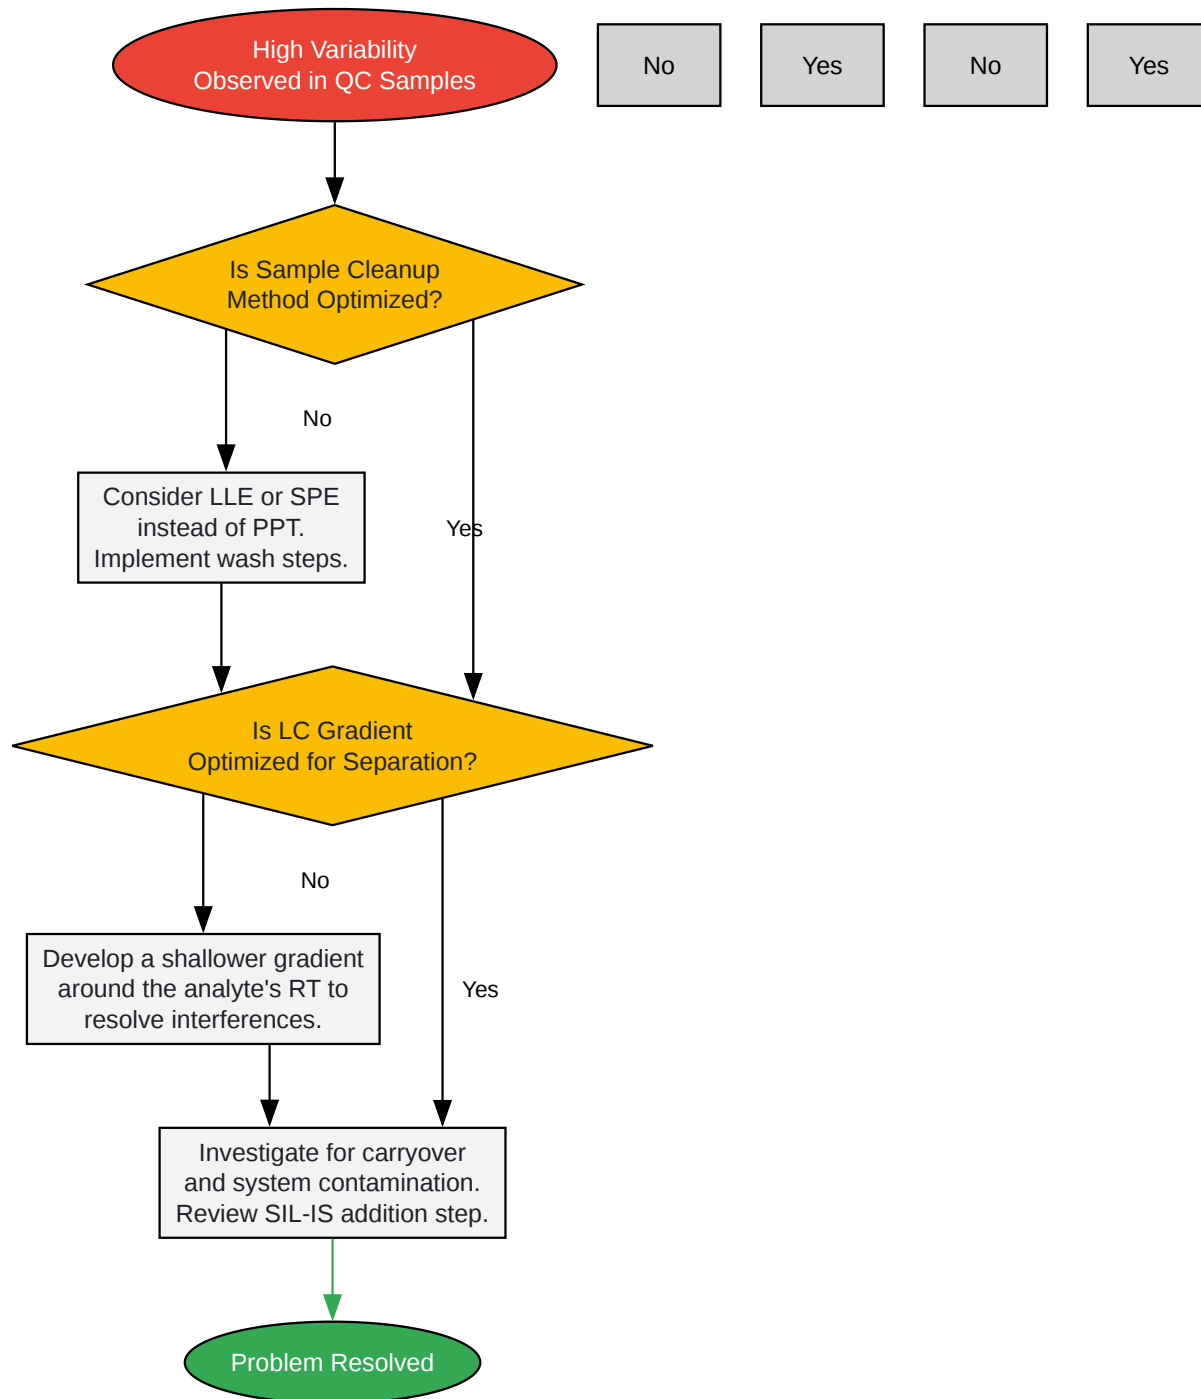 High Variability
Observed in QC Samples
No
Yes
No
Yes
Is Sample Cleanup
Method Optimized?
No
Consider LLE or SPE
instead of PPT.
Implement wash steps.
Yes
Is LC Gradient
Optimized for Separation?
No
Develop a shallower gradient
around the analyte's RT to
resolve interferences.
Yes
Investigate for carryover
and system contamination.
Review SIL-IS addition step.
Problem Resolved